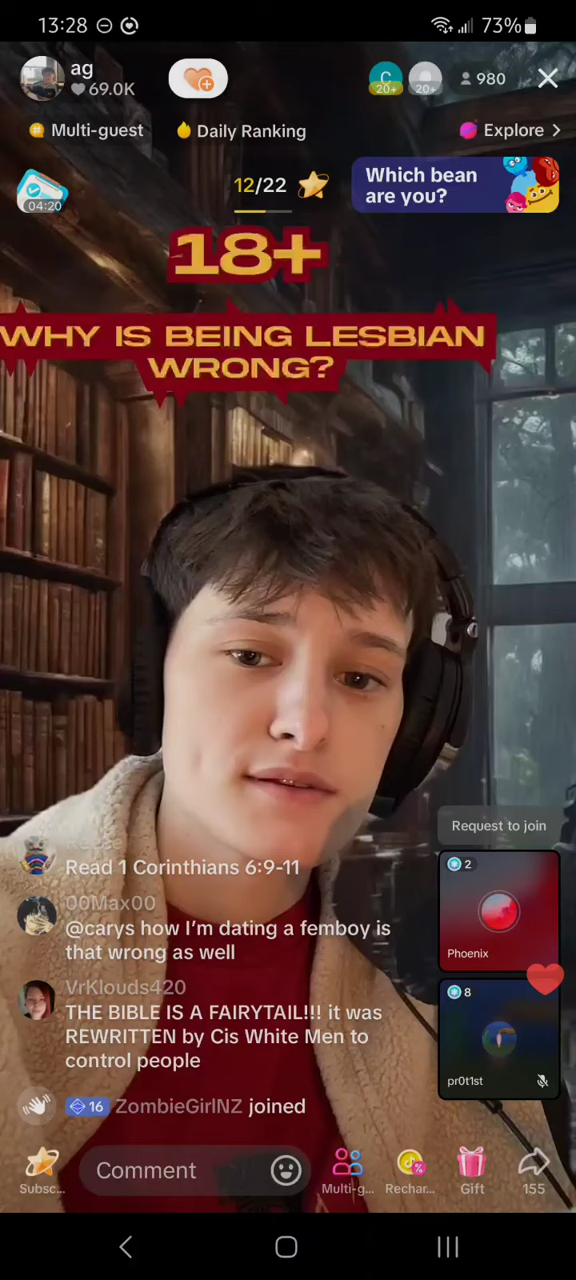 13:28
73%
ag
69.0K
C
20+
20+
980
Multi-guest
Daily Ranking
Explore >
04:20
12/22
Which bean
are you?
18+
WHY IS BEING LESBIAN
WRONG?
Request to join
Read 1 Corinthians 6:9-11
2
Phoenix
00Max00
@carys how I'm dating a femboy is
that wrong as well
VrKlouds420
THE BIBLE IS A FAIRYTAIL!!! it was
REWRITTEN by Cis White Men to
control people
8
pr0t1st
16 ZombieGirlNZ joined
Subsc...
Comment
Multi-g...
Rechar...
Gift
155